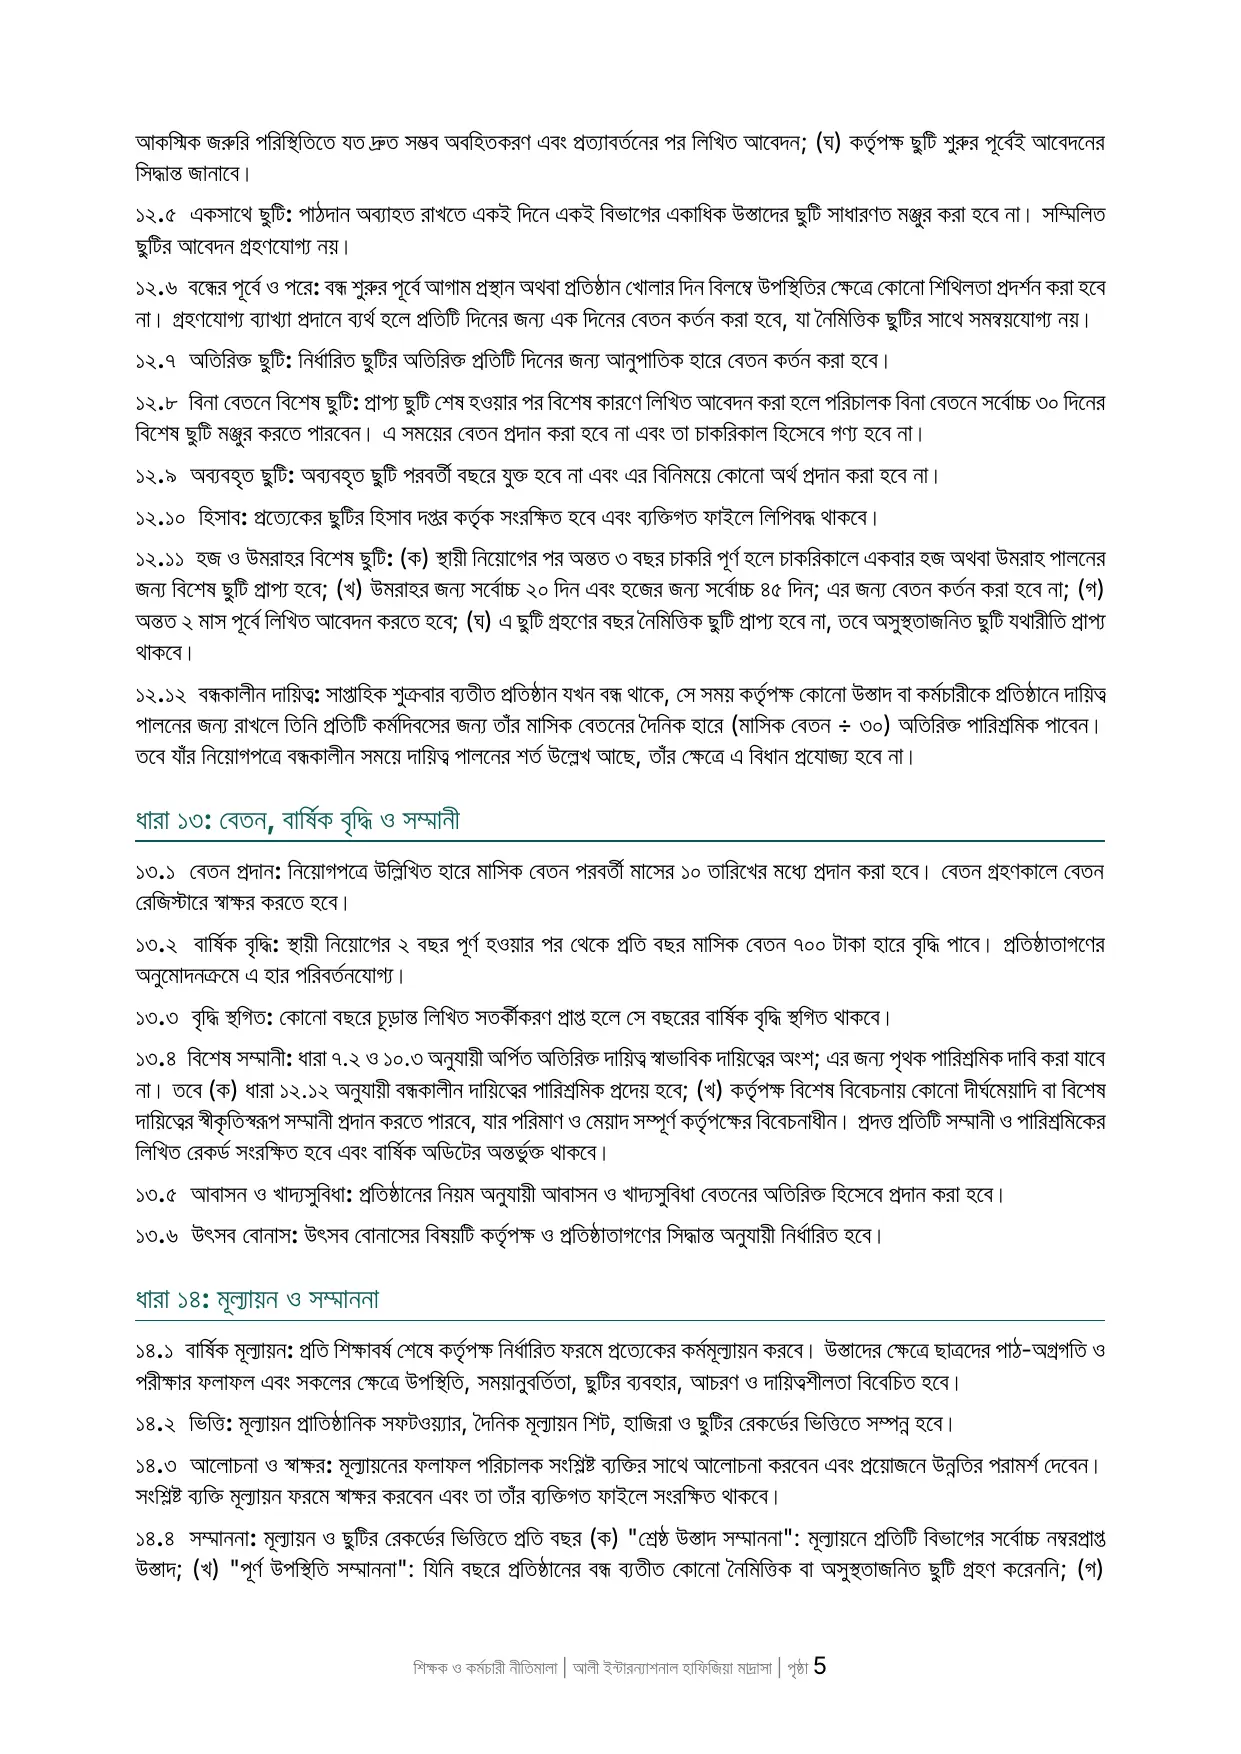 আকস্মিক জরুরি পরিস্থিতিতে যত দ্রুত সম্ভব অবহিতকরণ এবং প্রত্যাবর্তনের পর লিখিত আবেদন; (ঘ) কর্তৃপক্ষ ছুটি শুরুর পূর্বেই আবেদনের
সিদ্ধান্ত জানাবে।
১২.৫ একসাথে ছুটি: পাঠদান অব্যাহত রাখতে একই দিনে একই বিভাগের একাধিক উস্তাদের ছুটি সাধারণত মঞ্জুর করা হবে না। সম্মিলিত
ছুটির আবেদন গ্রহণযোগ্য নয়।
১২.৬ বন্ধের পূর্বে ও পরে: বন্ধ শুরুর পূর্বে আগাম প্রস্থান অথবা প্রতিষ্ঠান খোলার দিন বিলম্বে উপস্থিতির ক্ষেত্রে কোনো শিথিলতা প্রদর্শন করা হবে
না। গ্রহণযোগ্য ব্যাখ্যা প্রদানে ব্যর্থ হলে প্রতিটি দিনের জন্য এক দিনের বেতন কর্তন করা হবে, যা নৈমিত্তিক ছুটির সাথে সমন্বয়যোগ্য নয়।
১২.৭ অতিরিক্ত ছুটি: নির্ধারিত ছুটির অতিরিক্ত প্রতিটি দিনের জন্য আনুপাতিক হারে বেতন কর্তন করা হবে।
১২.৮ বিনা বেতনে বিশেষ ছুটি: প্রাপ্য ছুটি শেষ হওয়ার পর বিশেষ কারণে লিখিত আবেদন করা হলে পরিচালক বিনা বেতনে সর্বোচ্চ ৩০ দিনের
বিশেষ ছুটি মঞ্জুর করতে পারবেন। এ সময়ের বেতন প্রদান করা হবে না এবং তা চাকরিকাল হিসেবে গণ্য হবে না।
১২.৯ অব্যবহৃত ছুটি: অব্যবহৃত ছুটি পরবর্তী বছরে যুক্ত হবে না এবং এর বিনিময়ে কোনো অর্থ প্রদান করা হবে না।
১২.১০ হিসাব: প্রত্যেকের ছুটির হিসাব দপ্তর কর্তৃক সংরক্ষিত হবে এবং ব্যক্তিগত ফাইলে লিপিবদ্ধ থাকবে।
১২.১১ হজ ও উমরাহর বিশেষ ছুটি: (ক) স্থায়ী নিয়োগের পর অন্তত ৩ বছর চাকরি পূর্ণ হলে চাকরিকালে একবার হজ অথবা উমরাহ পালনের
জন্য বিশেষ ছুটি প্রাপ্য হবে; (খ) উমরাহর জন্য সর্বোচ্চ ২০ দিন এবং হজের জন্য সর্বোচ্চ ৪৫ দিন; এর জন্য বেতন কর্তন করা হবে না; (গ)
অন্তত ২ মাস পূর্বে লিখিত আবেদন করতে হবে; (ঘ) এ ছুটি গ্রহণের বছর নৈমিত্তিক ছুটি প্রাপ্য হবে না, তবে অসুস্থতাজনিত ছুটি যথারীতি প্রাপ্য
থাকবে।
১২.১২ বন্ধকালীন দায়িত্ব: সাপ্তাহিক শুক্রবার ব্যতীত প্রতিষ্ঠান যখন বন্ধ থাকে, সে সময় কর্তৃপক্ষ কোনো উস্তাদ বা কর্মচারীকে প্রতিষ্ঠানে দায়িত্ব
পালনের জন্য রাখলে তিনি প্রতিটি কর্মদিবসের জন্য তাঁর মাসিক বেতনের দৈনিক হারে (মাসিক বেতন ÷ ৩০) অতিরিক্ত পারিশ্রমিক পাবেন।
তবে যাঁর নিয়োগপত্রে বন্ধকালীন সময়ে দায়িত্ব পালনের শর্ত উল্লেখ আছে, তাঁর ক্ষেত্রে এ বিধান প্রযোজ্য হবে না।
ধারা ১৩: বেতন, বার্ষিক বৃদ্ধি ও সম্মানী
১৩.১ বেতন প্রদান: নিয়োগপত্রে উল্লিখিত হারে মাসিক বেতন পরবর্তী মাসের ১০ তারিখের মধ্যে প্রদান করা হবে। বেতন গ্রহণকালে বেতন
রেজিস্টারে স্বাক্ষর করতে হবে।
১৩.২ বার্ষিক বৃদ্ধি: স্থায়ী নিয়োগের ২ বছর পূর্ণ হওয়ার পর থেকে প্রতি বছর মাসিক বেতন ৭০০ টাকা হারে বৃদ্ধি পাবে। প্রতিষ্ঠাতাগণের
অনুমোদনক্রমে এ হার পরিবর্তনযোগ্য।
১৩.৩ বৃদ্ধি স্থগিত: কোনো বছরে চূড়ান্ত লিখিত সতর্কীকরণ প্রাপ্ত হলে সে বছরের বার্ষিক বৃদ্ধি স্থগিত থাকবে।
১৩.৪ বিশেষ সম্মানী: ধারা ৭.২ ও ১০.৩ অনুযায়ী অর্পিত অতিরিক্ত দায়িত্ব স্বাভাবিক দায়িত্বের অংশ; এর জন্য পৃথক পারিশ্রমিক দাবি করা যাবে
না। তবে (ক) ধারা ১২.১২ অনুযায়ী বন্ধকালীন দায়িত্বের পারিশ্রমিক প্রদেয় হবে; (খ) কর্তৃপক্ষ বিশেষ বিবেচনায় কোনো দীর্ঘমেয়াদি বা বিশেষ
দায়িত্বের স্বীকৃতিস্বরূপ সম্মানী প্রদান করতে পারবে, যার পরিমাণ ও মেয়াদ সম্পূর্ণ কর্তৃপক্ষের বিবেচনাধীন। প্রদত্ত প্রতিটি সম্মানী ও পারিশ্রমিকের
লিখিত রেকর্ড সংরক্ষিত হবে এবং বার্ষিক অডিটের অন্তর্ভুক্ত থাকবে।
১৩.৫ আবাসন ও খাদ্যসুবিধা: প্রতিষ্ঠানের নিয়ম অনুযায়ী আবাসন ও খাদ্যসুবিধা বেতনের অতিরিক্ত হিসেবে প্রদান করা হবে।
১৩.৬ উৎসব বোনাস: উৎসব বোনাসের বিষয়টি কর্তৃপক্ষ ও প্রতিষ্ঠাতাগণের সিদ্ধান্ত অনুযায়ী নির্ধারিত হবে।
ধারা ১৪: মূল্যায়ন ও সম্মাননা
১৪.১ বার্ষিক মূল্যায়ন: প্রতি শিক্ষাবর্ষ শেষে কর্তৃপক্ষ নির্ধারিত ফরমে প্রত্যেকের কর্মমূল্যায়ন করবে। উস্তাদের ক্ষেত্রে ছাত্রদের পাঠ-অগ্রগতি ও
পরীক্ষার ফলাফল এবং সকলের ক্ষেত্রে উপস্থিতি, সময়ানুবর্তিতা, ছুটির ব্যবহার, আচরণ ও দায়িত্বশীলতা বিবেচিত হবে।
১৪.২ ভিত্তি: মূল্যায়ন প্রাতিষ্ঠানিক সফটওয়্যার, দৈনিক মূল্যায়ন শিট, হাজিরা ও ছুটির রেকর্ডের ভিত্তিতে সম্পন্ন হবে।
১৪.৩ আলোচনা ও স্বাক্ষর: মূল্যায়নের ফলাফল পরিচালক সংশ্লিষ্ট ব্যক্তির সাথে আলোচনা করবেন এবং প্রয়োজনে উন্নতির পরামর্শ দেবেন।
সংশ্লিষ্ট ব্যক্তি মূল্যায়ন ফরমে স্বাক্ষর করবেন এবং তা তাঁর ব্যক্তিগত ফাইলে সংরক্ষিত থাকবে।
১৪.৪ সম্মাননা: মূল্যায়ন ও ছুটির রেকর্ডের ভিত্তিতে প্রতি বছর (ক) "শ্রেষ্ঠ উস্তাদ সম্মাননা": মূল্যায়নে প্রতিটি বিভাগের সর্বোচ্চ নম্বরপ্রাপ্ত
উস্তাদ; (খ) "পূর্ণ উপস্থিতি সম্মাননা": যিনি বছরে প্রতিষ্ঠানের বন্ধ ব্যতীত কোনো নৈমিত্তিক বা অসুস্থতাজনিত ছুটি গ্রহণ করেননি; (গ)
শিক্ষক ও কর্মচারী নীতিমালা | আলী ইন্টারন্যাশনাল হাফিজিয়া মাদ্রাসা | পৃষ্ঠা 5